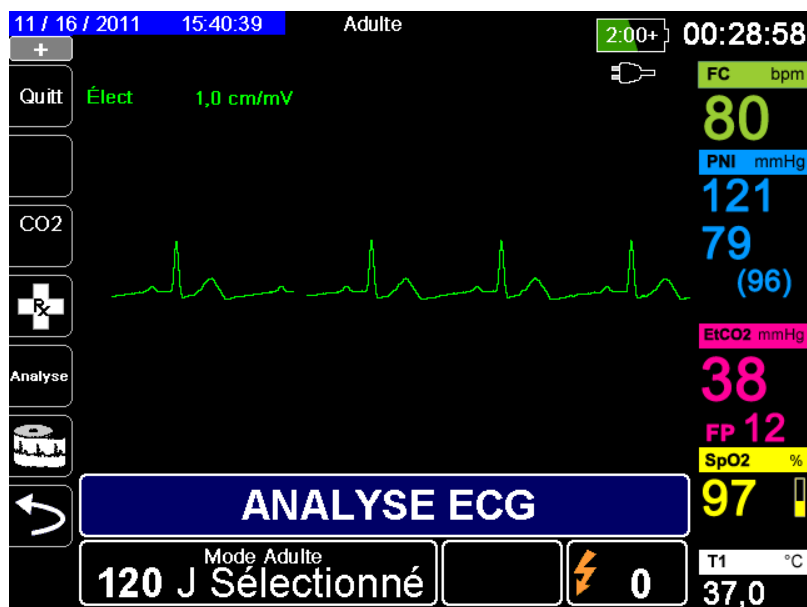 11 / 16 / 2011 15:40:39 Adulte 2:00+ 00:28:58
+
Quitt
Élect 1,0 cm/mV
CO2
Rx
Analyse
FC bpm
80
PNI mmHg
121
79
(96)
EtCO2 mmHg
38
FP 12
SpO2 %
97
T1 °C
37,0
ANALYSE ECG
Mode Adulte
120 J Sélectionné
0